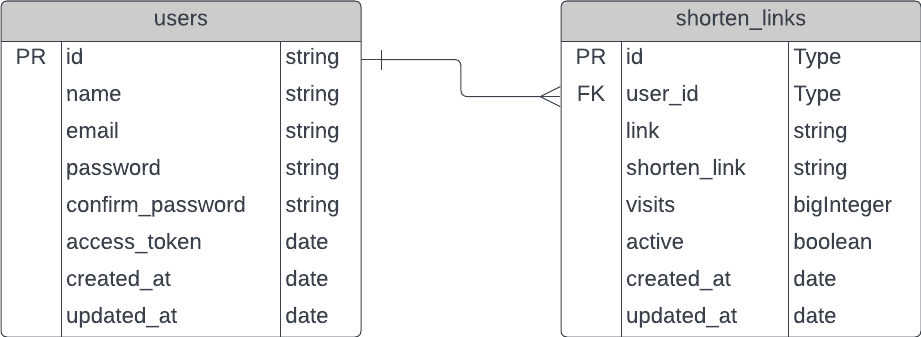 users
PR id string
name string
email string
password string
confirm_password string
access_token date
created_at date
updated_at date
shorten_links
PR id Type
FK user_id Type
link string
shorten_link string
visits bigInteger
active boolean
created_at date
updated_at date